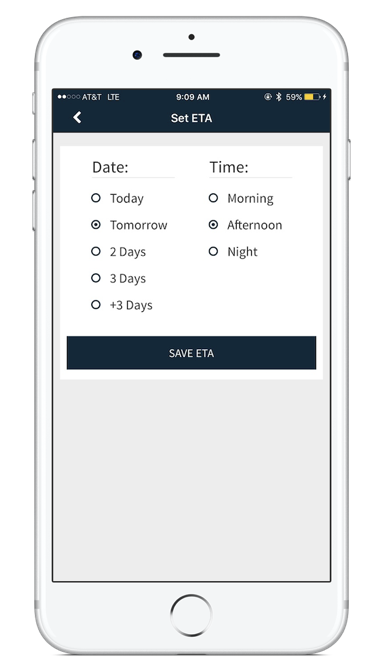 AT&T LTE 9:09 AM 59%
Set ETA
Date:
Today
Tomorrow
2 Days
3 Days
+3 Days
Time:
Morning
Afternoon
Night
SAVE ETA